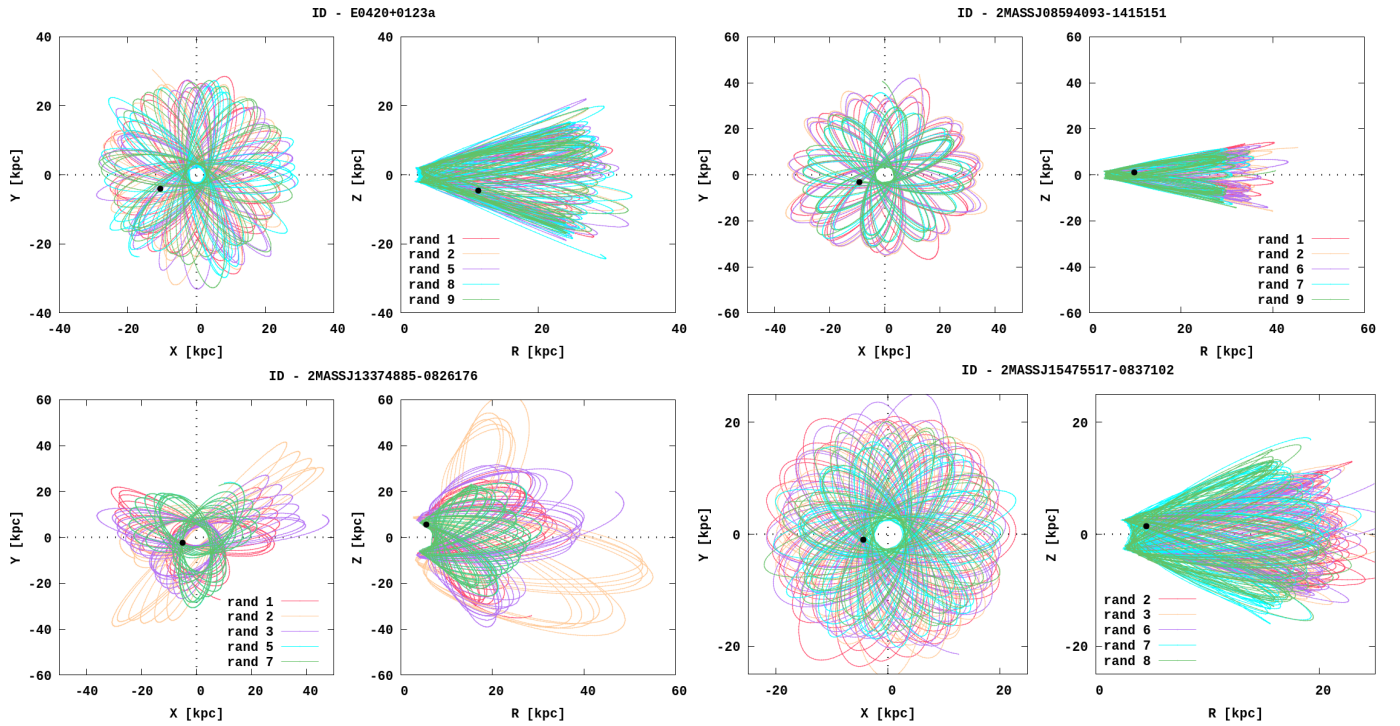 ID - E0420+0123a
40
20
0
-20
-40
Y [kpc]
-40 -20 0 20 40
X [kpc]
40
20
0
-20
-40
Z [kpc]
rand 1
rand 2
rand 5
rand 8
rand 9
0 20 40
R [kpc]
ID - 2MASSJ08594093-1415151
60
40
20
0
-20
-40
-60
Y [kpc]
-40 -20 0 20 40
X [kpc]
60
40
20
0
-20
-40
-60
Z [kpc]
rand 1
rand 2
rand 6
rand 7
rand 9
0 20 40 60
R [kpc]
ID - 2MASSJ13374885-0826176
60
40
20
0
-20
-40
-60
Y [kpc]
rand 1
rand 2
rand 3
rand 5
rand 7
-40 -20 0 20 40
X [kpc]
60
40
20
0
-20
-40
-60
Z [kpc]
0 20 40 60
R [kpc]
ID - 2MASSJ15475517-0837102
20
0
-20
Y [kpc]
-20 0 20
X [kpc]
20
0
-20
Z [kpc]
rand 2
rand 3
rand 6
rand 7
rand 8
0 20
R [kpc]